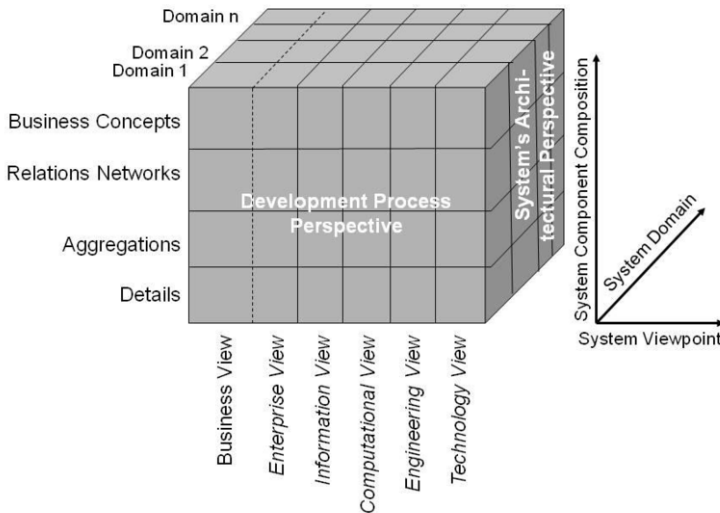 Domain n
Domain 2
Domain 1
Business Concepts
Relations Networks
Aggregations
Details
Development Process
Perspective
System's Archi-
tectural Perspective
System Component Composition
System Domain
System Viewpoint
Business View
Enterprise View
Information View
Computational View
Engineering View
Technology View